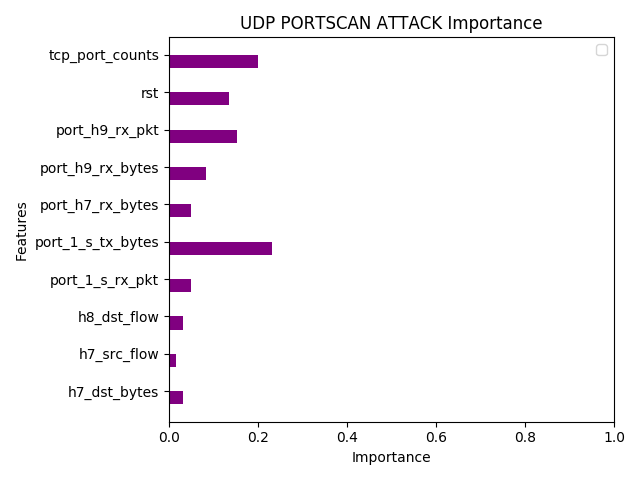 UDP PORTSCAN ATTACK Importance
tcp_port_counts
rst
port_h9_rx_pkt
port_h9_rx_bytes
port_h7_rx_bytes
port_1_s_tx_bytes
port_1_s_rx_pkt
h8_dst_flow
h7_src_flow
h7_dst_bytes
Features
0.0 0.2 0.4 0.6 0.8 1.0
Importance